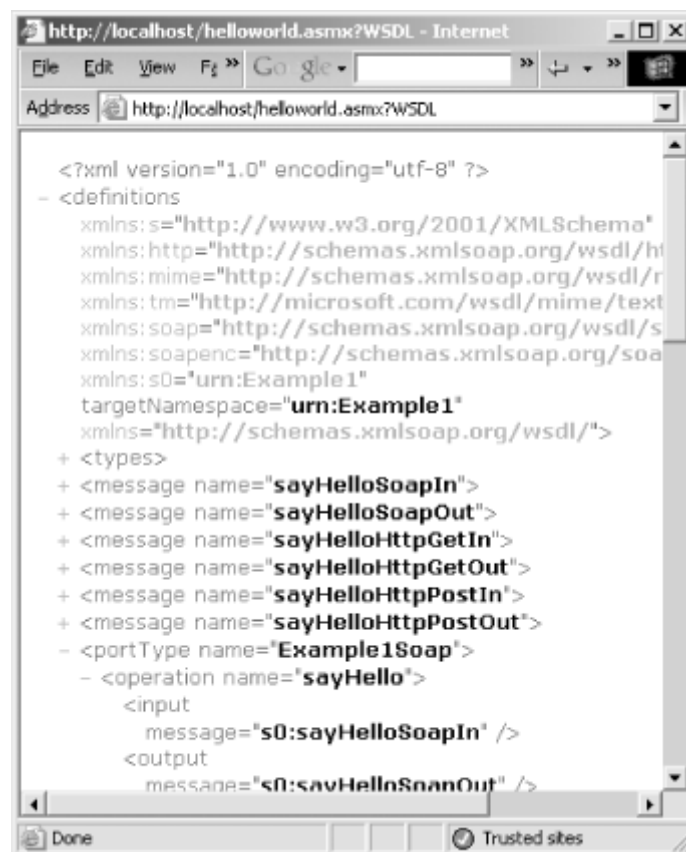 http://localhost/helloworld.asmx?WSDL - Internet
File Edit View » Google »  »
Address http://localhost/helloworld.asmx?WSDL
<?xml version="1.0" encoding="utf-8" ?>
- <definitions
xmlns:s="http://www.w3.org/2001/XMLSchema"
xmlns:http="http://schemas.xmlsoap.org/wsdl/ht
xmlns:mime="http://schemas.xmlsoap.org/wsdl/r
xmlns:tm="http://microsoft.com/wsdl/mime/text
xmlns:soap="http://schemas.xmlsoap.org/wsdl/s
xmlns:soapenc="http://schemas.xmlsoap.org/soa
xmlns:s0="urn:Example1"
targetNamespace="urn:Example1"
xmlns="http://schemas.xmlsoap.org/wsdl/">
+ <types>
+ <message name="sayHelloSoapIn">
+ <message name="sayHelloSoapOut">
+ <message name="sayHelloHttpGetIn">
+ <message name="sayHelloHttpGetOut">
+ <message name="sayHelloHttpPostIn">
+ <message name="sayHelloHttpPostOut">
- <portType name="Example1Soap">
- <operation name="sayHello">
<input
message="s0:sayHelloSoapIn" />
<output
message="s0:sayHelloSoapOut" />
Done Trusted sites